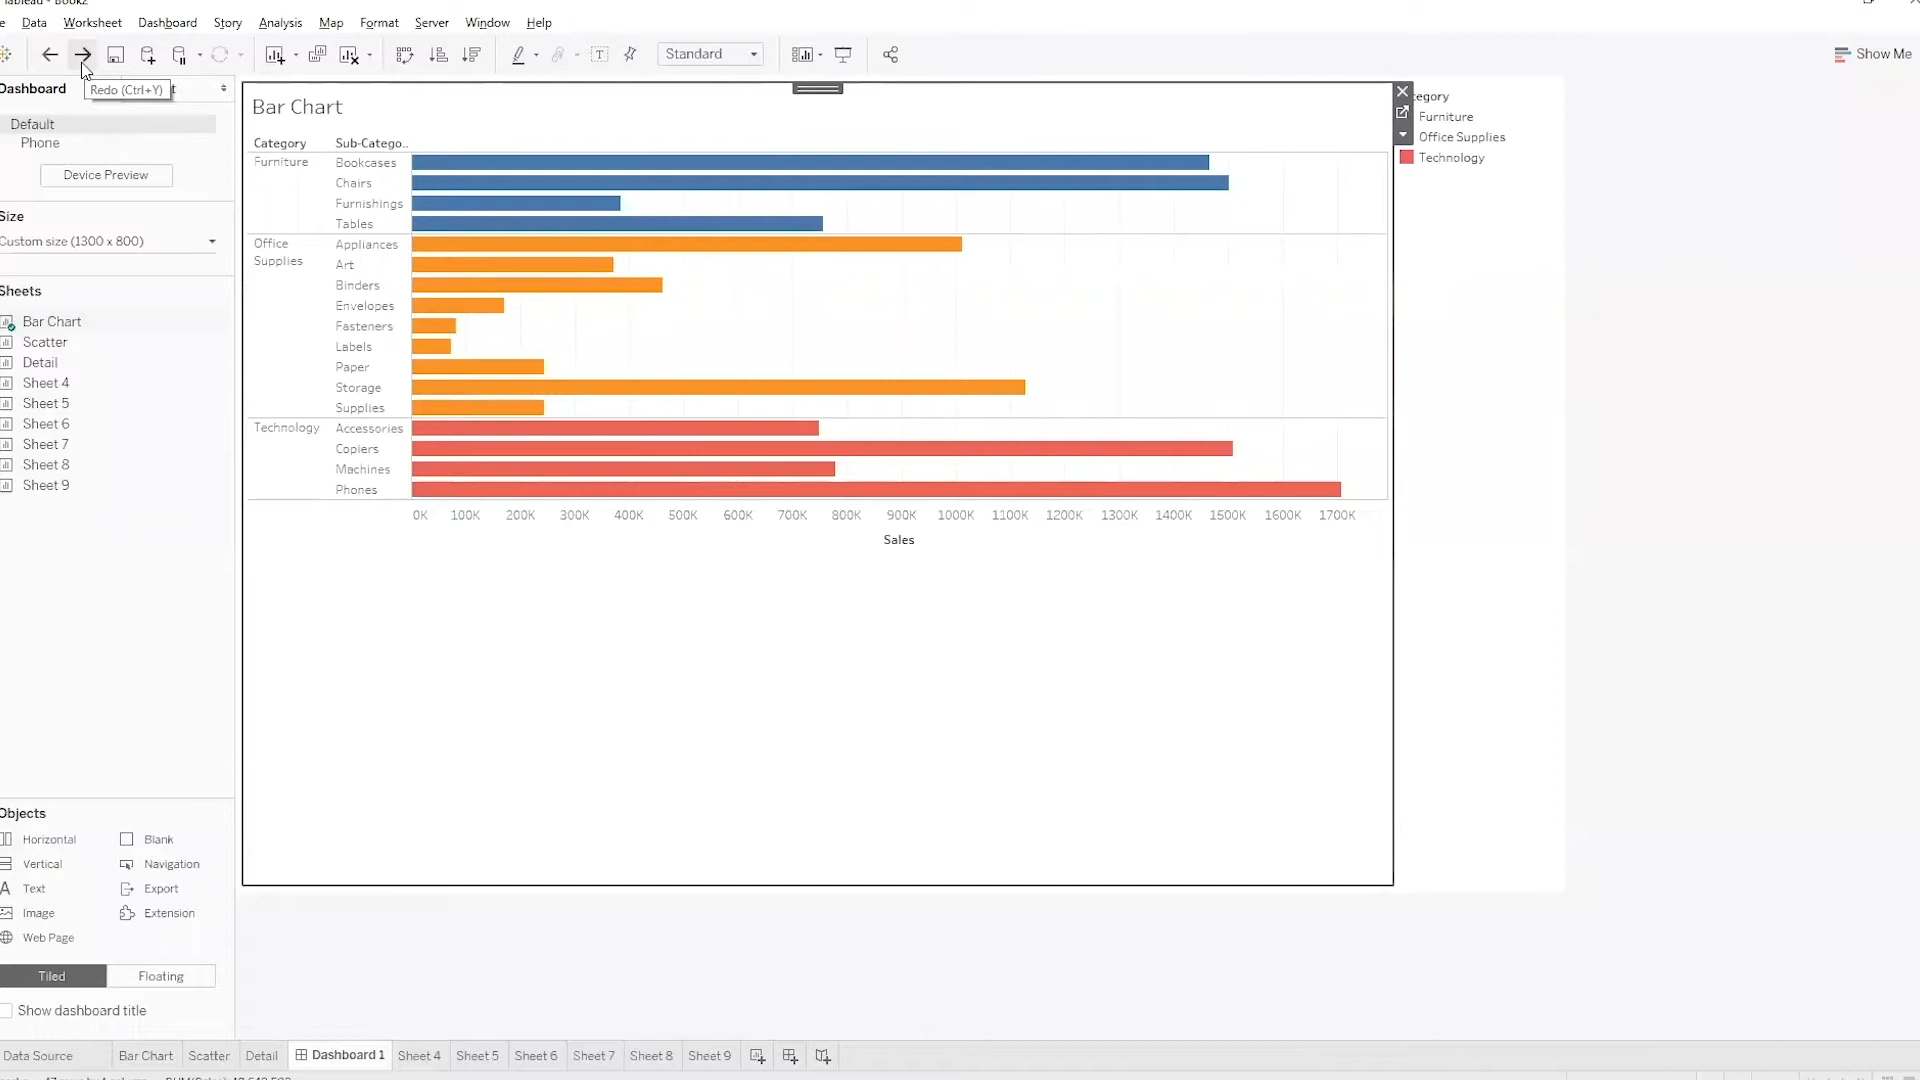 Tableau - Book2
Data Worksheet Dashboard Story Analysis Map Format Server Window Help
Standard
Show Me
Dashboard
Redo (Ctrl+Y)
t
Default
Phone
Device Preview
Size
Custom size (1300 x 800)
Sheets
Bar Chart
Scatter
Detail
Sheet 4
Sheet 5
Sheet 6
Sheet 7
Sheet 8
Sheet 9
Objects
Horizontal Blank
Vertical Navigation
A Text Export
Image Extension
Web Page
Tiled Floating
Show dashboard title
Bar Chart
Category Sub-Catego..
Furniture Bookcases
Chairs
Furnishings
Tables
Office Supplies Appliances
Art
Binders
Envelopes
Fasteners
Labels
Paper
Storage
Supplies
Technology Accessories
Copiers
Machines
Phones
0K 100K 200K 300K 400K 500K 600K 700K 800K 900K 1000K 1100K 1200K 1300K 1400K 1500K 1600K 1700K
Sales
tegory
Furniture
Office Supplies
Technology
Data Source Bar Chart Scatter Detail Dashboard 1 Sheet 4 Sheet 5 Sheet 6 Sheet 7 Sheet 8 Sheet 9